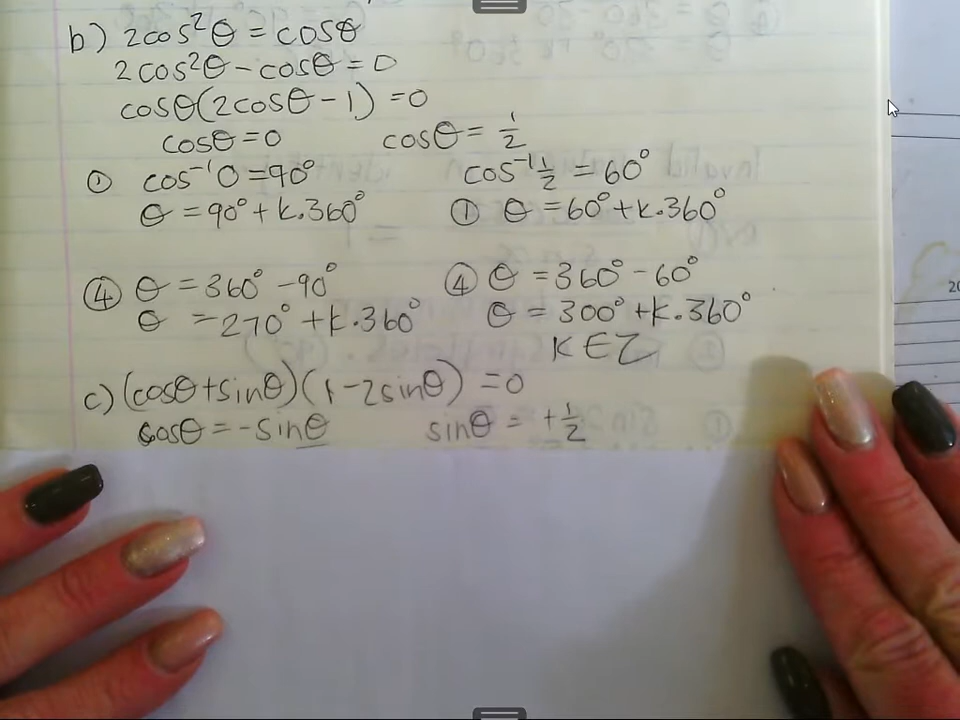 b) 2cos²θ = cosθ
2cos²θ - cosθ = 0
cosθ(2cosθ - 1) = 0
cosθ = 0 cosθ = 1/2
① cos⁻¹0 = 90° cos⁻¹ 1/2 = 60°
θ = 90° + k.360° ① θ = 60° + k.360°
④ θ = 360° - 90° ④ θ = 360° - 60°
θ = 270° + k.360° θ = 300° + k.360°
K ∈ Z
c) (cosθ + sinθ)(1 - 2sinθ) = 0
cosθ = -sinθ sinθ = +1/2